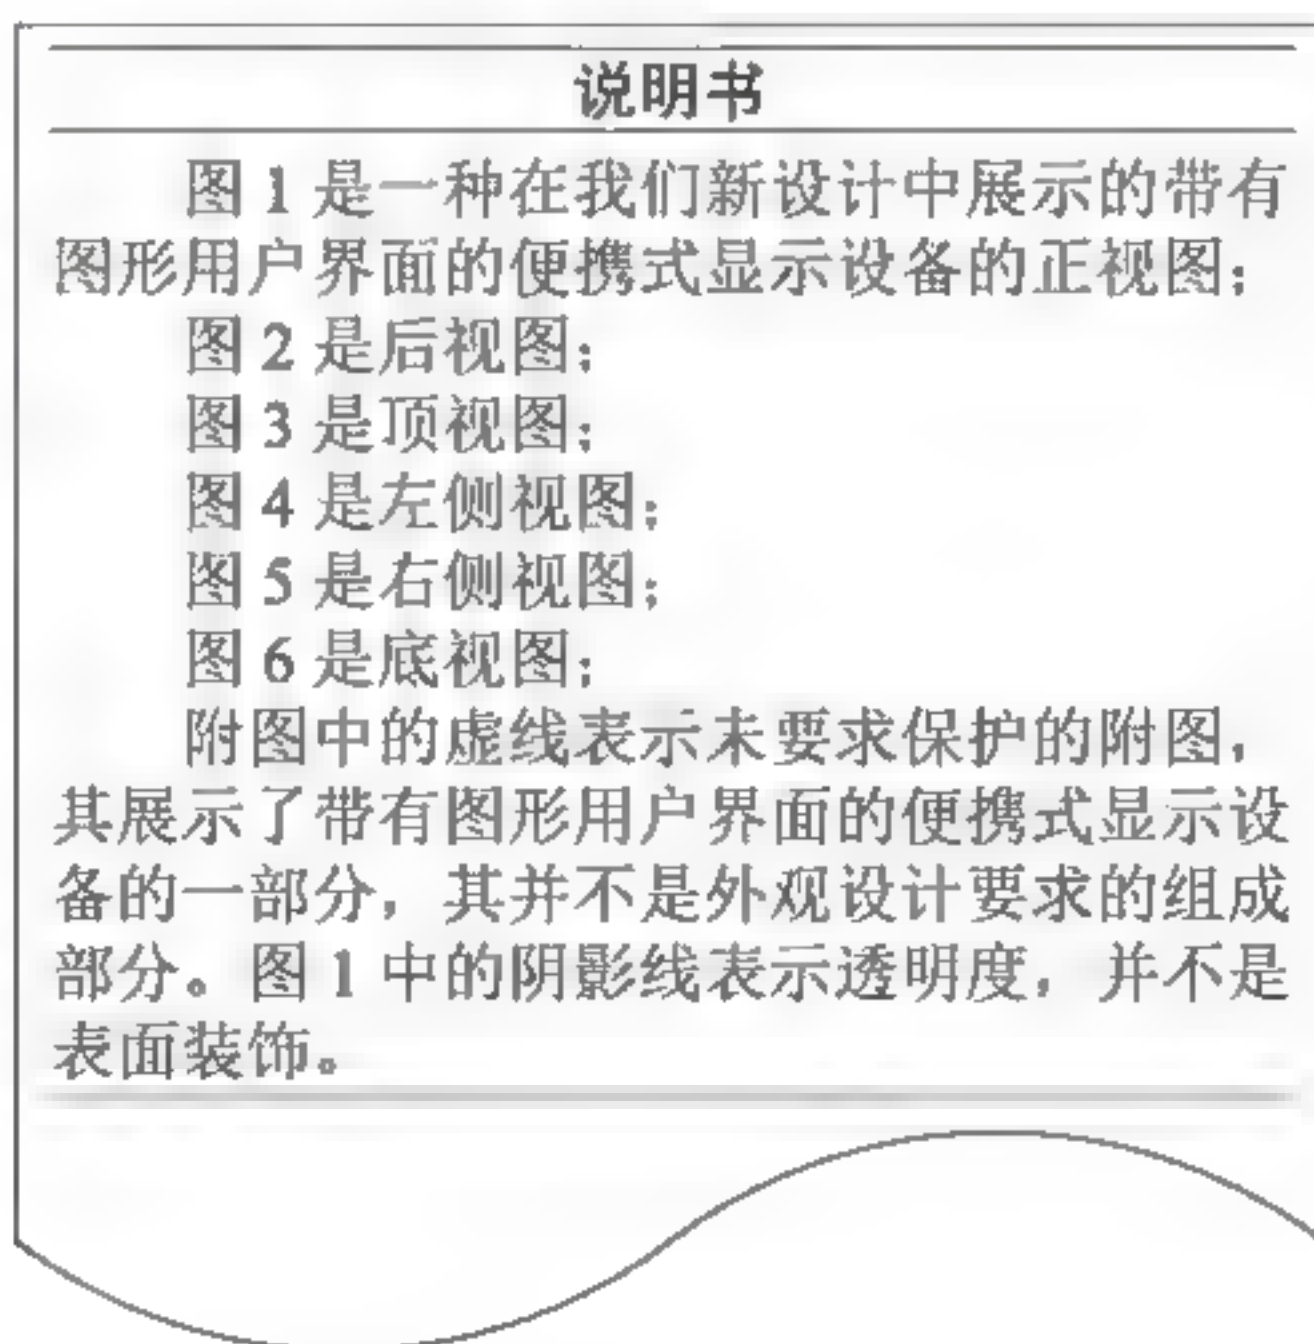 说明书
图 1 是一种在我们新设计中展示的带有
图形用户界面的便携式显示设备的正视图；
图 2 是后视图；
图 3 是顶视图；
图 4 是左侧视图；
图 5 是右侧视图；
图 6 是底视图；
附图中的虚线表示未要求保护的附图，
其展示了带有图形用户界面的便携式显示设
备的一部分，其并不是外观设计要求的组成
部分。图 1 中的阴影线表示透明度，并不是
表面装饰。